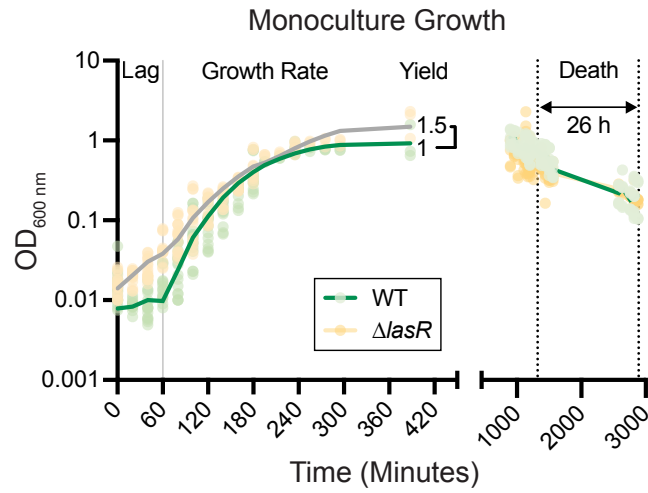 Monoculture Growth
Lag Growth Rate Yield Death
26 h
1.5
1
10
1
0.1
0.01
0.001
OD600 nm
WT
ΔlasR
0 60 120 180 240 300 360 420 1000 2000 3000
Time (Minutes)